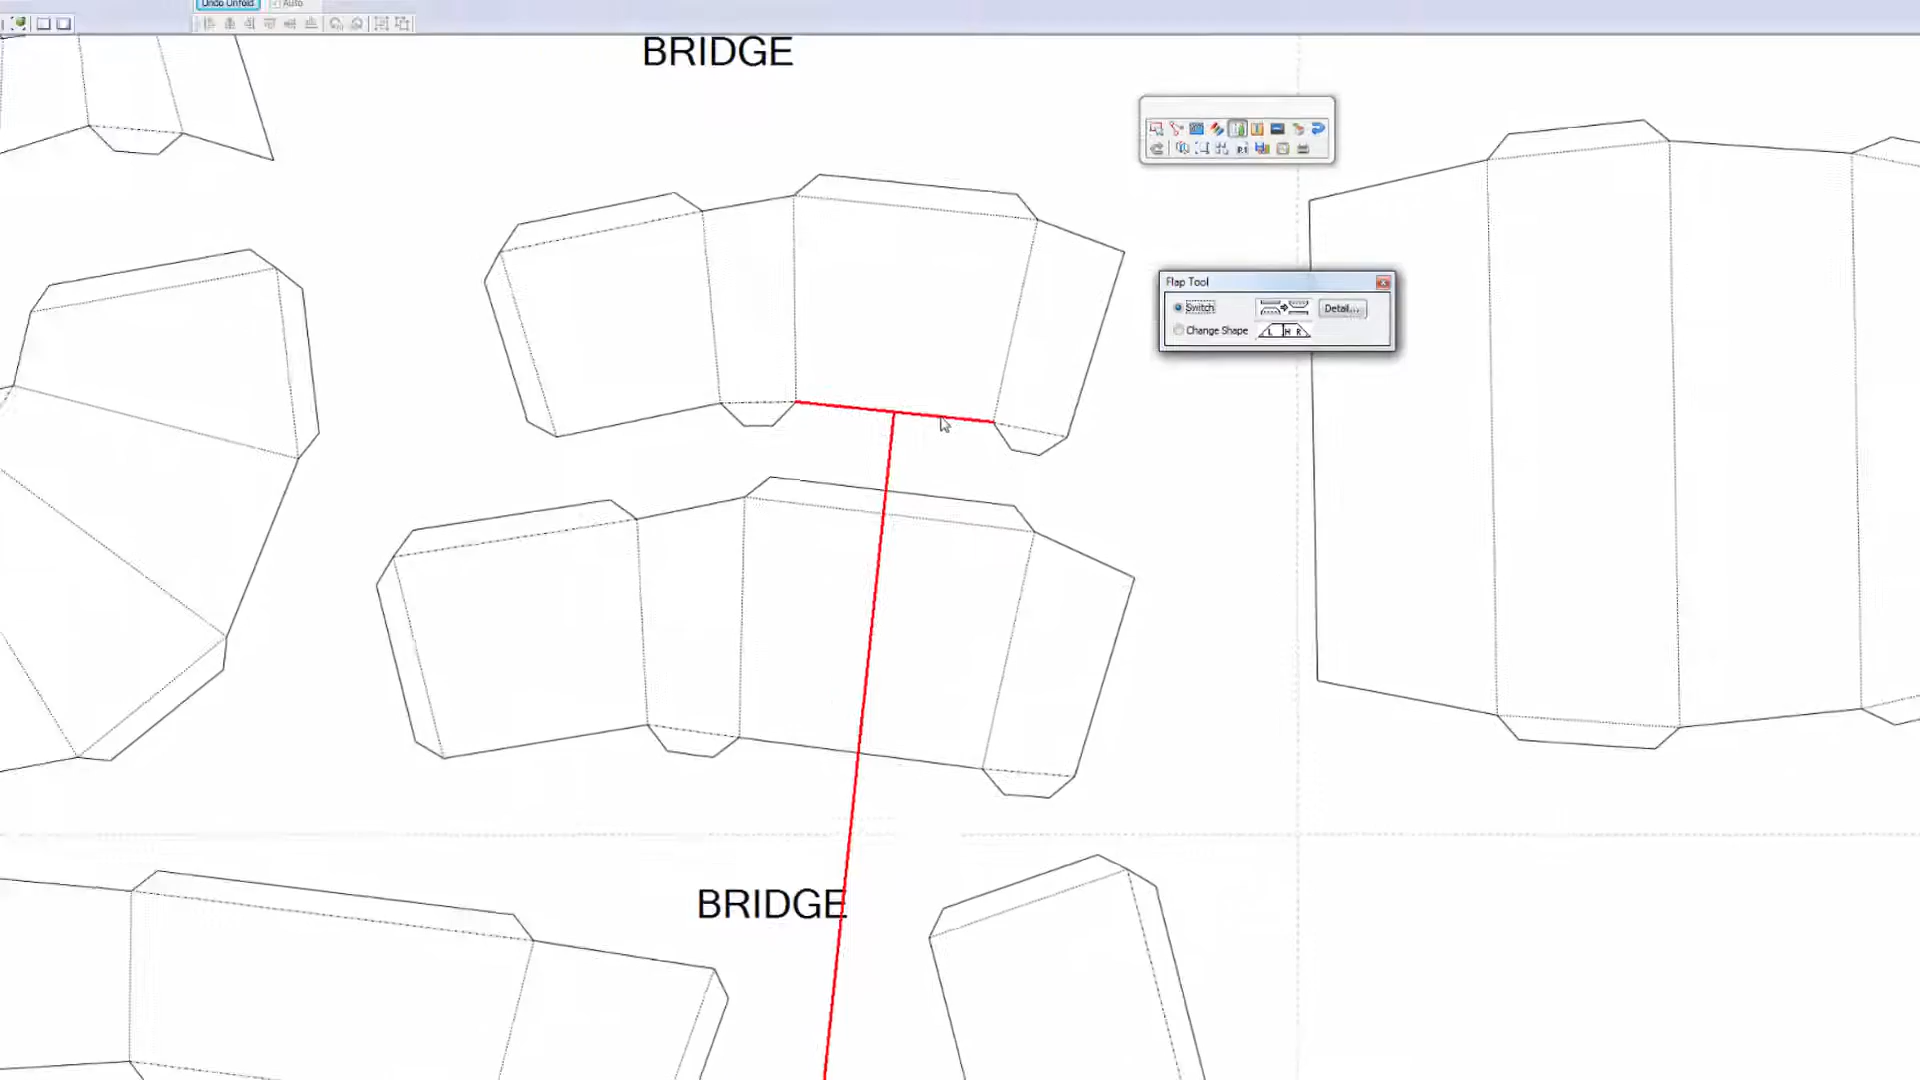 Undo Unfold
Auto
BRIDGE
Flap Tool
Switch
Detail...
Change Shape
L H R
BRIDGE